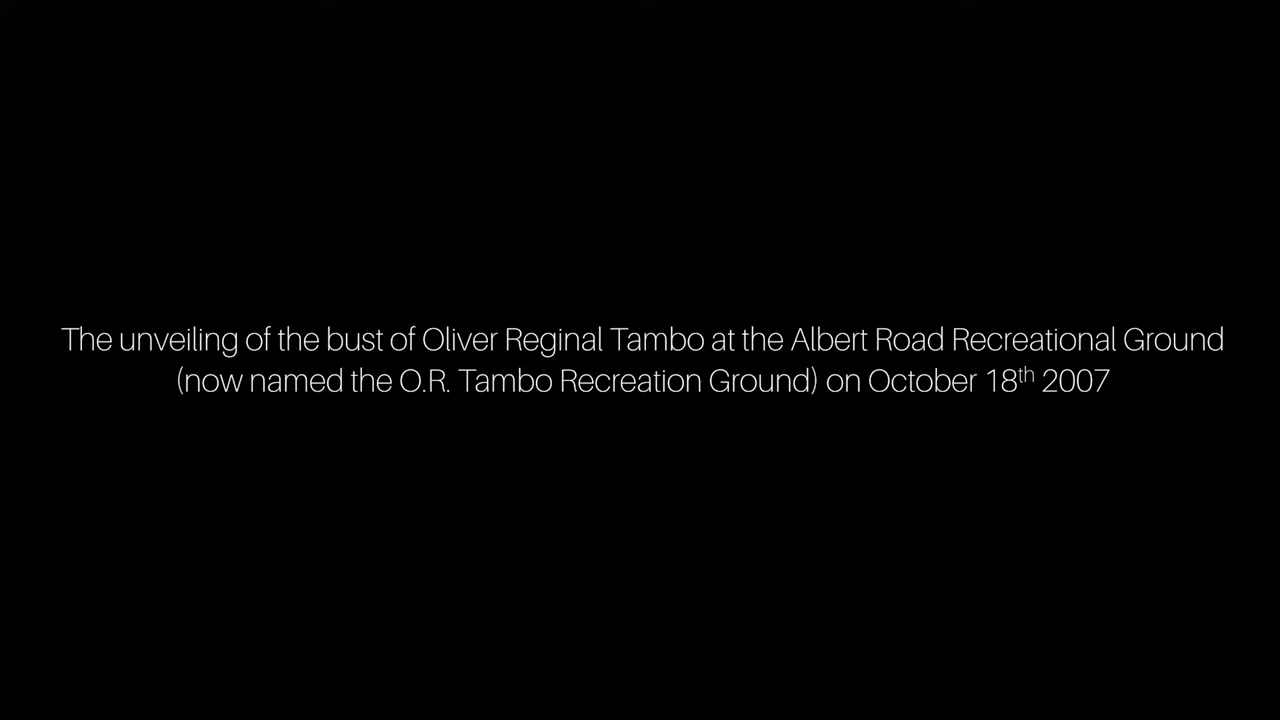 The unveiling of the bust of Oliver Reginal Tambo at the Albert Road Recreational Ground
(now named the O.R. Tambo Recreation Ground) on October 18th 2007